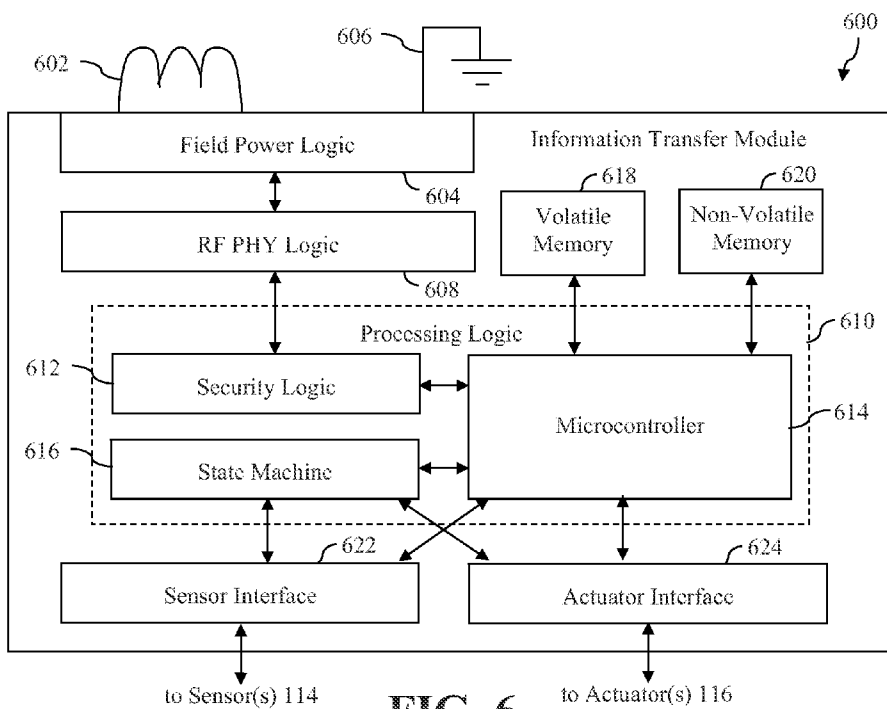 600
606
602
Information Transfer Module
Field Power Logic
604
618
620
Volatile
Memory
Non-Volatile
Memory
RF PHY Logic
608
610
Processing Logic
612
Security Logic
Microcontroller
614
616
State Machine
622
624
Sensor Interface
Actuator Interface
to Sensor(s) 114
to Actuator(s) 116
FIG. 6